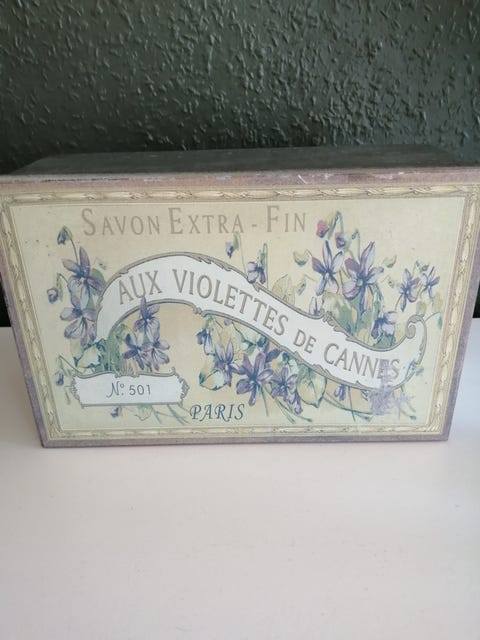 SAVON EXTRA-FIN
AUX VIOLETTES DE CANNES
Nº 501
PARIS